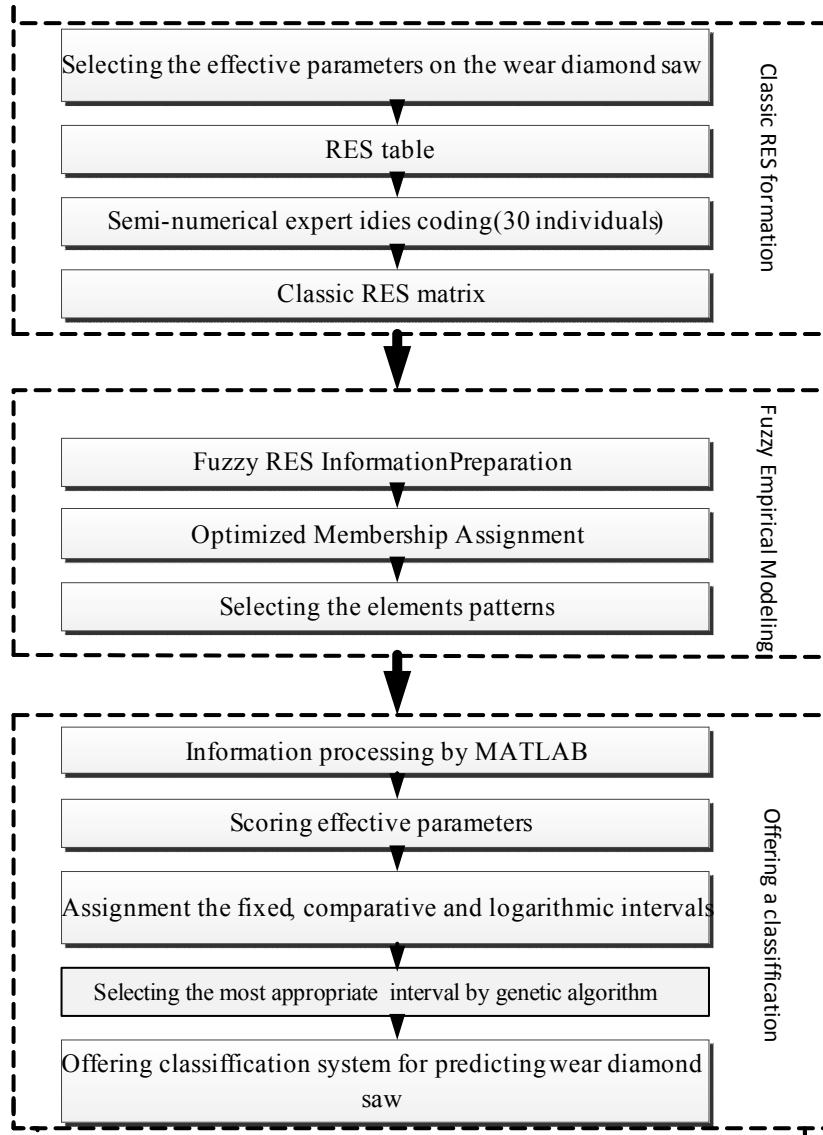 Selecting the effective parameters on the wear diamond saw
RES table
Semi-numerical expert idies coding(30 individuals)
Classic RES matrix
Classic RES formation
Fuzzy RES InformationPreparation
Optimized Membership Assignment
Selecting the elements patterns
Fuzzy Empirical Modeling
Information processing by MATLAB
Scoring effective parameters
Assignment the fixed, comparative and logarithmic intervals
Selecting the most appropriate interval by genetic algorithm
Offering classiffication system for predicting wear diamond
saw
Offering a classiffication